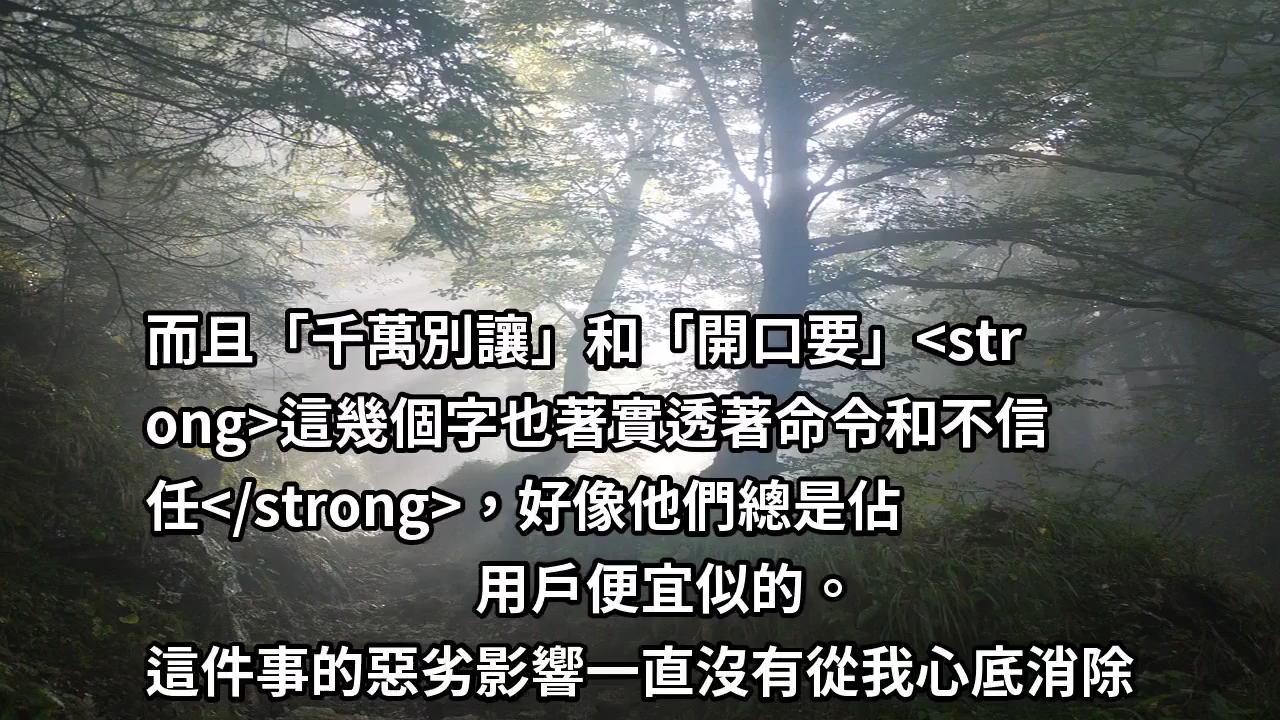 而且「千萬別讓」和「開口要」<str
ong>這幾個字也著實透著命令和不信
任</strong>，好像他們總是佔
用戶便宜似的。
這件事的惡劣影響一直沒有從我心底消除